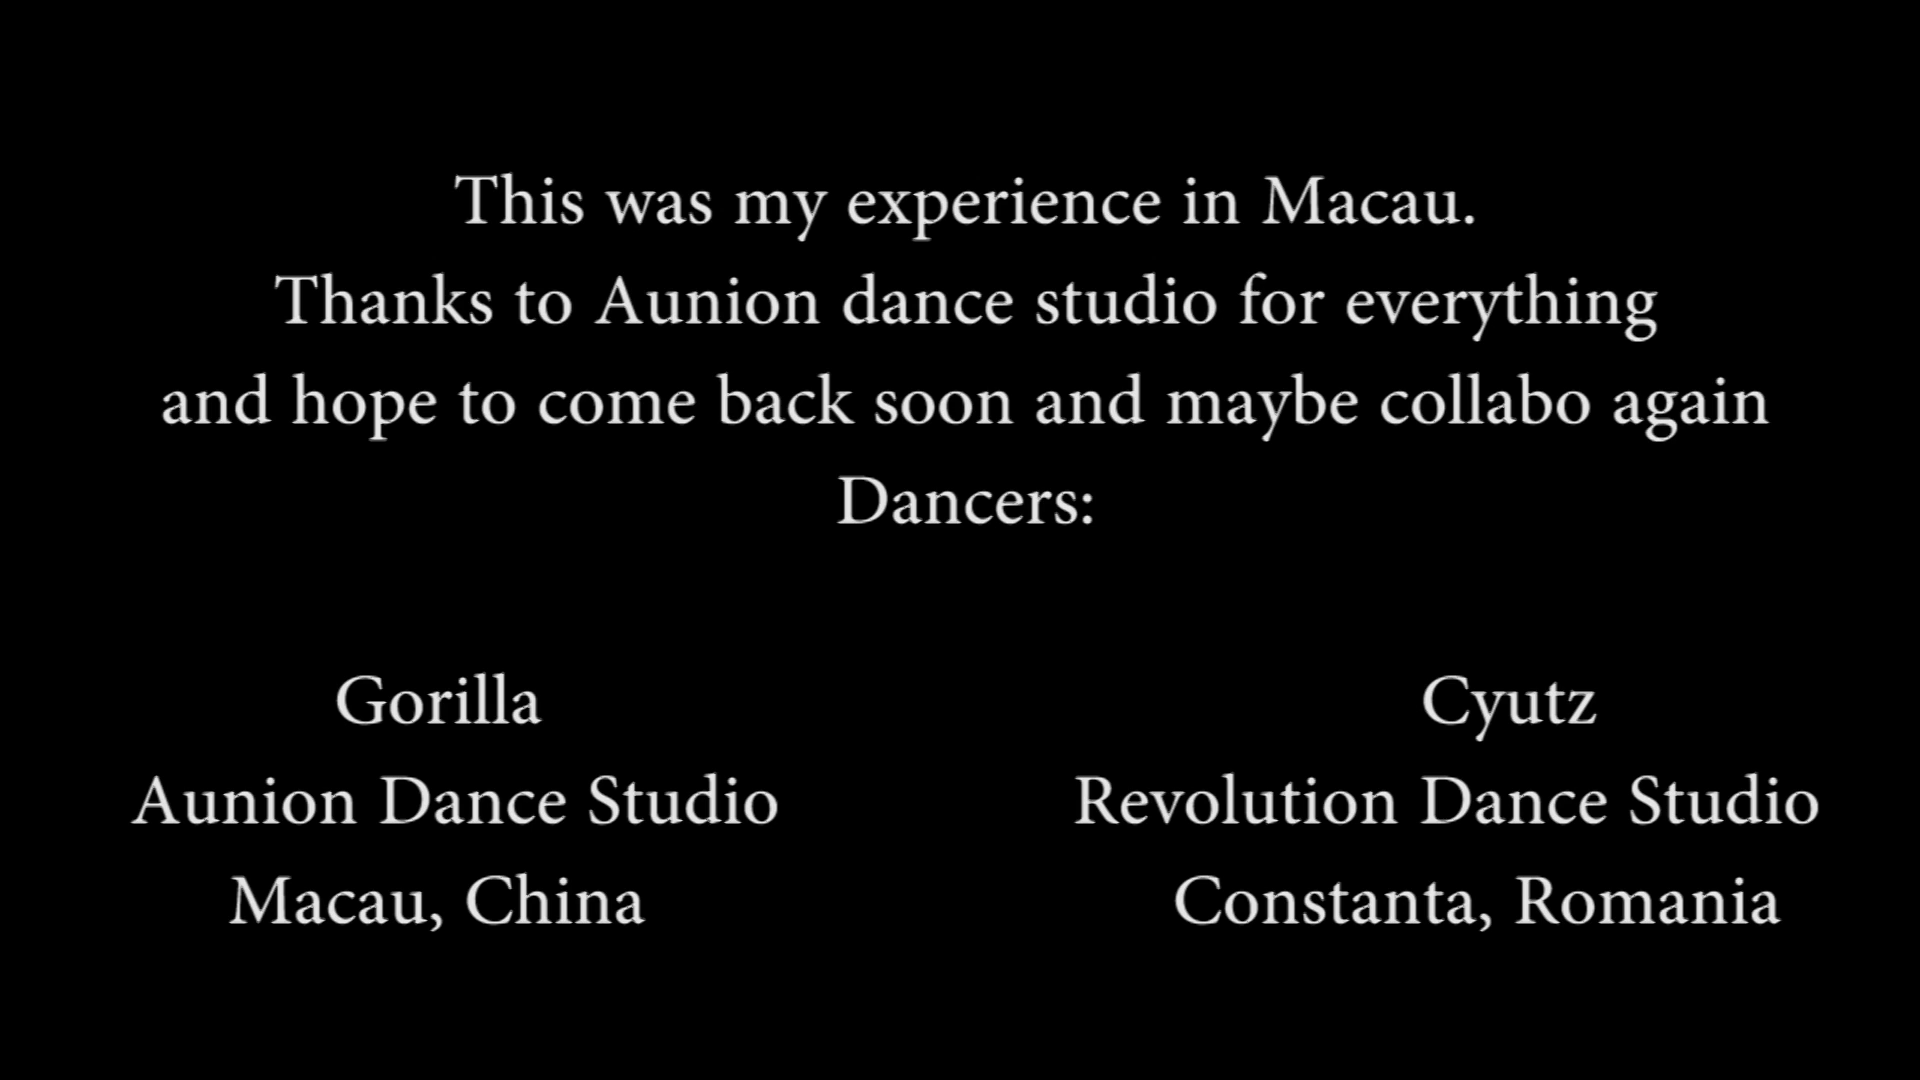 This was my experience in Macau.
Thanks to Aunion dance studio for everything
and hope to come back soon and maybe collabo again
Dancers:
Gorilla
Aunion Dance Studio
Macau, China
Cyutz
Revolution Dance Studio
Constanta, Romania